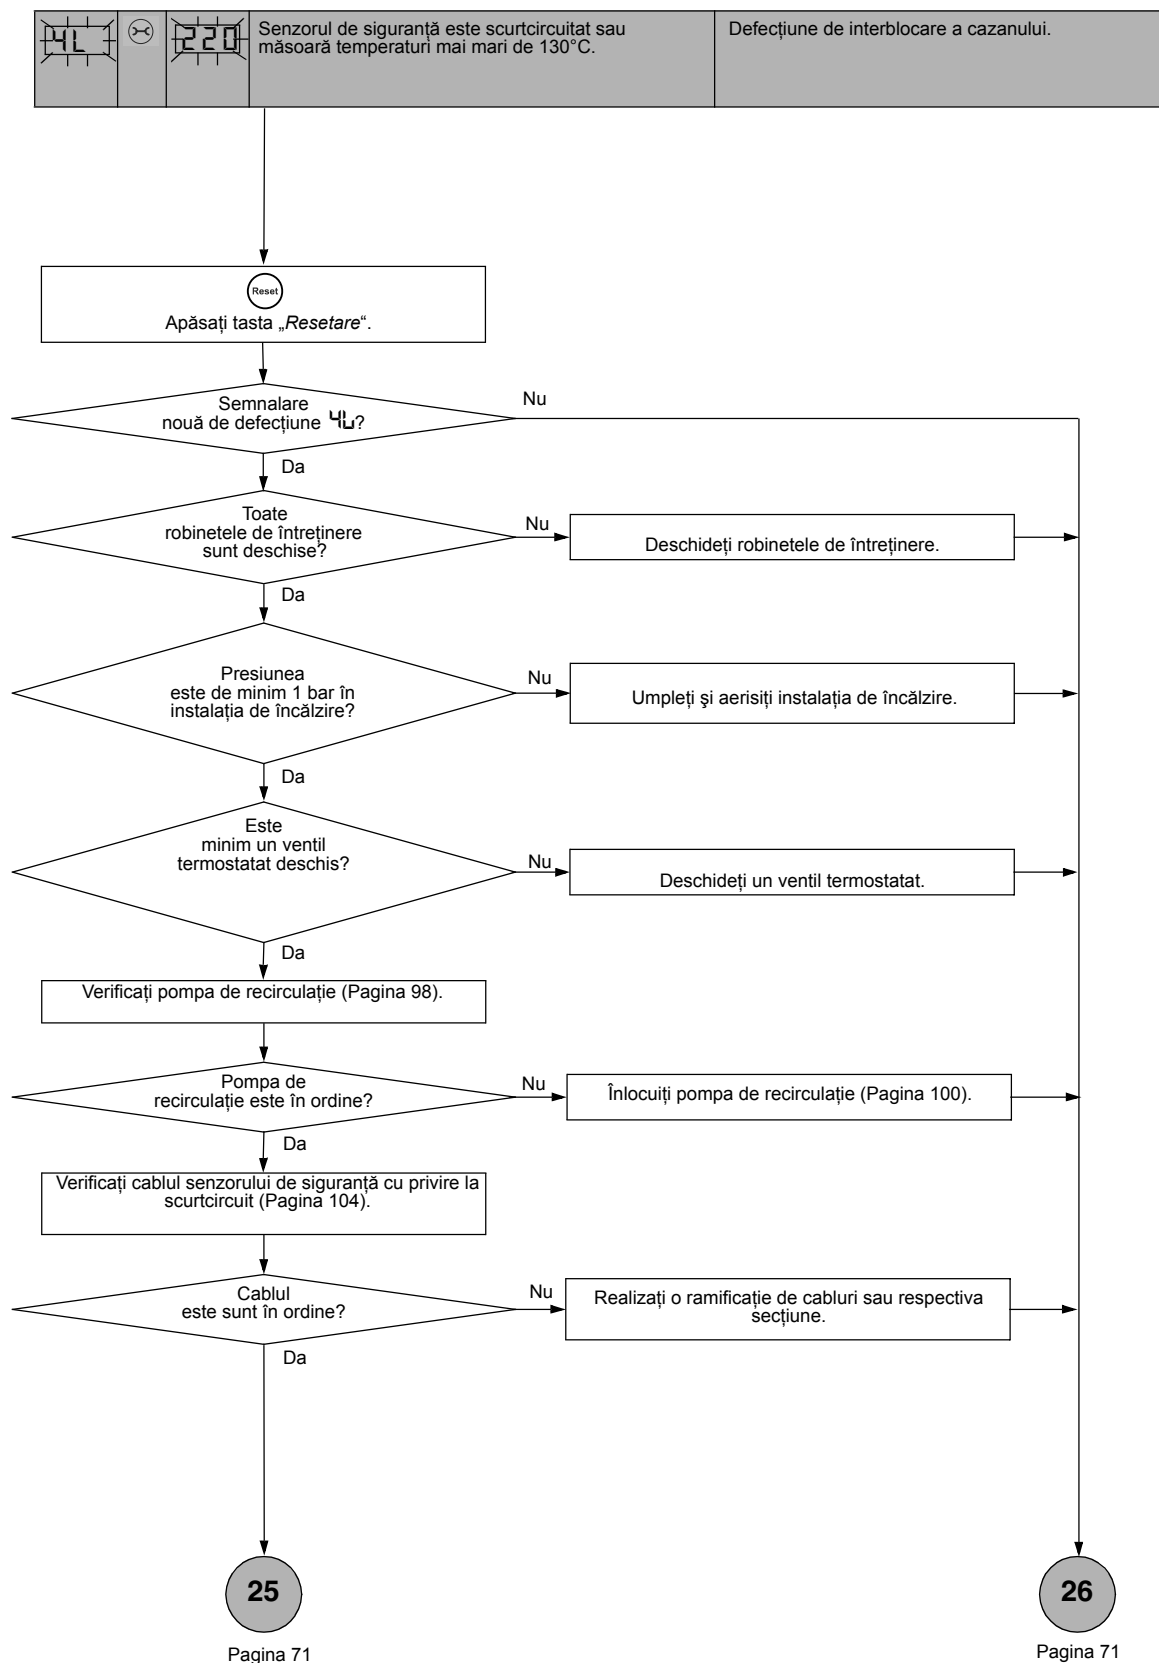 4L
220
Senzorul de siguranță este scurtcircuitat sau
măsoară temperaturi mai mari de 130°C.
Defecțiune de interblocare a cazanului.
Reset
Apăsați tasta „Resetare“.
Semnalare
nouă de defecțiune 4L?
Nu
Da
Toate
robinetele de întreținere
sunt deschise?
Nu
Deschideți robinetele de întreținere.
Da
Presiunea
este de minim 1 bar în
instalația de încălzire?
Nu
Umpleți şi aerisiți instalația de încălzire.
Da
Este
minim un ventil
termostatat deschis?
Nu
Deschideți un ventil termostatat.
Da
Verificați pompa de recirculație (Pagina 98).
Pompa de
recirculație este în ordine?
Nu
Înlocuiți pompa de recirculație (Pagina 100).
Da
Verificați cablul senzorului de siguranță cu privire la
scurtcircuit (Pagina 104).
Cablul
este sunt în ordine?
Nu
Realizați o ramificație de cabluri sau respectiva
secțiune.
Da
25
Pagina 71
26
Pagina 71